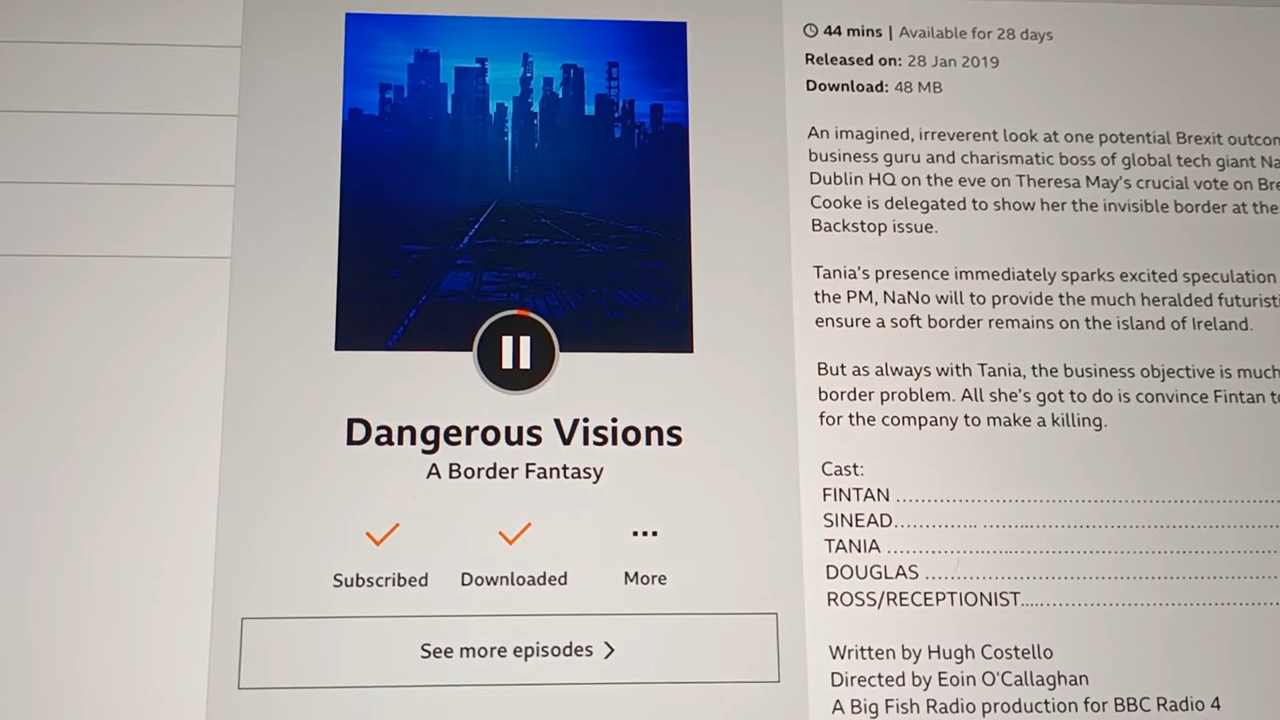 Dangerous Visions
A Border Fantasy
Subscribed
Downloaded
... More
See more episodes >
44 mins | Available for 28 days
Released on: 28 Jan 2019
Download: 48 MB
An imagined, irreverent look at one potential Brexit
business guru and charismatic boss of global tech giant
Dublin HQ on the eve on Theresa May's crucial vote on
Cooke is delegated to show her the invisible border at the
Backstop issue.
Tania's presence immediately sparks excited speculation
the PM, NaNo will to provide the much heralded
ensure a soft border remains on the island of Ireland.
But as always with Tania, the business objective is much
border problem. All she's got to do is convince Fintan
for the company to make a killing.
Cast:
FINTAN ........................................
SINEAD............. ...........................
TANIA ........................................
DOUGLAS ....................................
ROSS/RECEPTIONIST..........................
Written by Hugh Costello
Directed by Eoin O'Callaghan
A Big Fish Radio production for BBC Radio 4